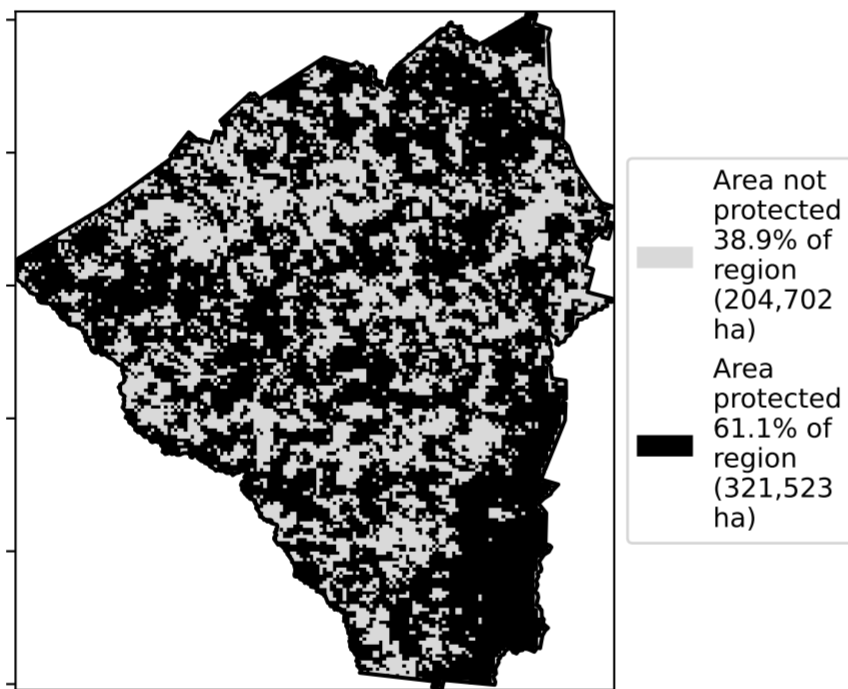 Area not
protected
38.9% of
region
(204,702
ha)
Area
protected
61.1% of
region
(321,523
ha)